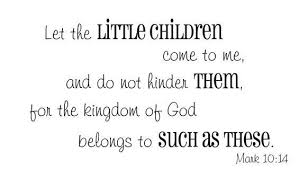 Let the LITTLE CHILDREN
come to me,
and do not hinder THEM,
for the kingdom of God
belongs to SUCH AS THESE.
Mark 10:14